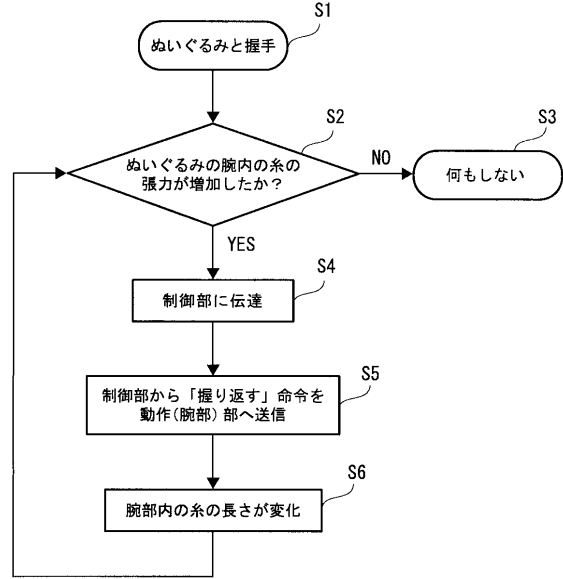 S1
ぬいぐるみと握手
S2
ぬいぐるみの腕内の糸の
張力が増加したか？
NO
S3
何もしない
YES
S4
制御部に伝達
S5
制御部から「握り返す」命令を
動作(腕部)部へ送信
S6
腕部内の糸の長さが変化